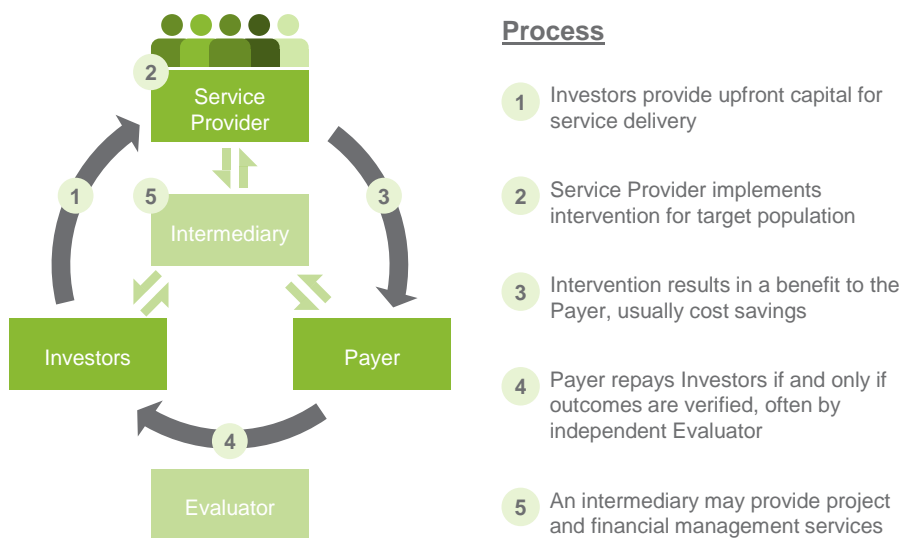 2
Service
Provider
1
5
3
Intermediary
Investors
Payer
4
Evaluator
Process
1
Investors provide upfront capital for
service delivery
2
Service Provider implements
intervention for target population
3
Intervention results in a benefit to the
Payer, usually cost savings
4
Payer repays Investors if and only if
outcomes are verified, often by
independent Evaluator
5
An intermediary may provide project
and financial management services